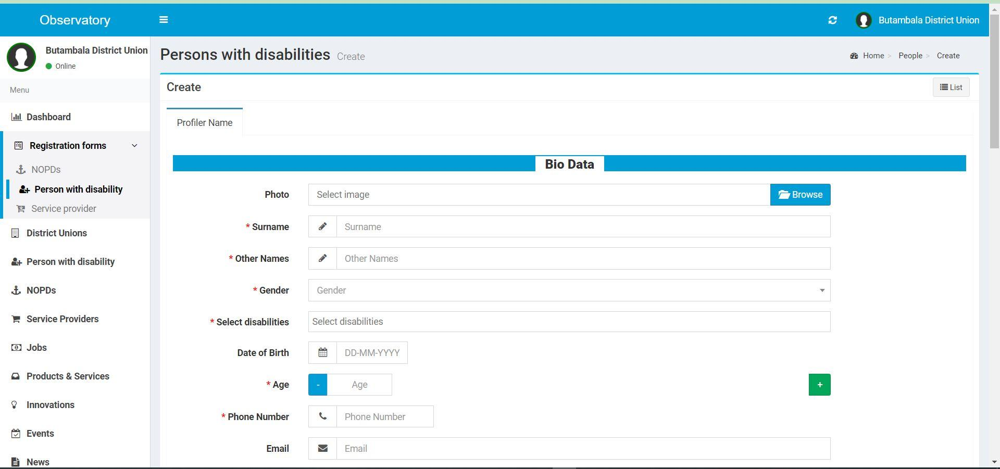 Observatory
Butambala District Union
Butambala District Union
Online
Menu
Dashboard
Registration forms
NOPDs
Person with disability
Service provider
District Unions
Person with disability
NOPDs
Service Providers
Jobs
Products & Services
Innovations
Events
News
Persons with disabilities Create
Home > People > Create
Create
List
Profiler Name
Bio Data
Photo Select image Browse
* Surname Surname
* Other Names Other Names
* Gender Gender
* Select disabilities Select disabilities
Date of Birth DD-MM-YYYY
* Age - Age +
* Phone Number Phone Number
Email Email